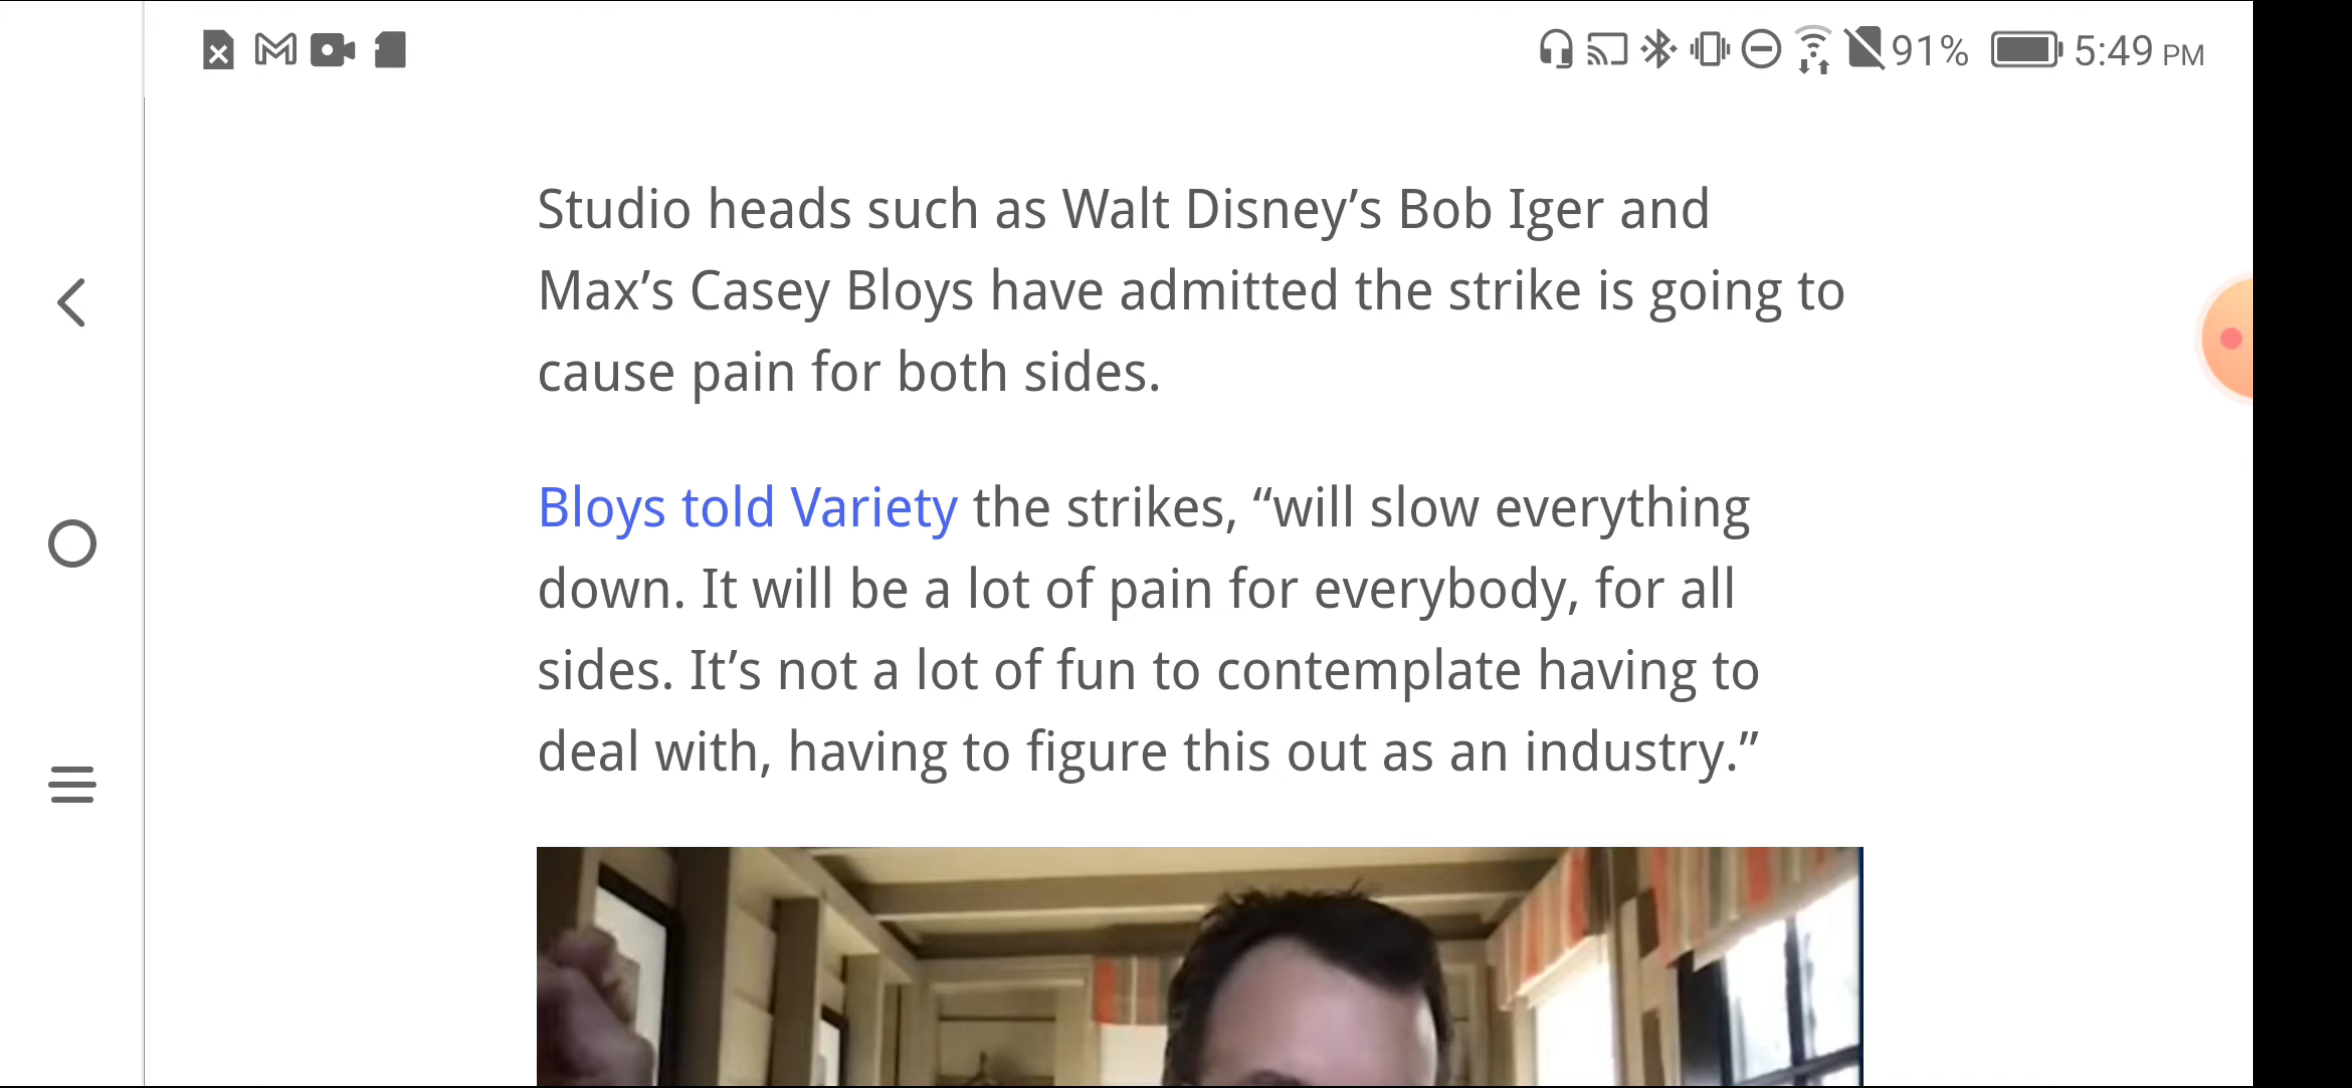 91% 5:49 PM
Studio heads such as Walt Disney’s Bob Iger and
Max’s Casey Bloys have admitted the strike is going to
cause pain for both sides.
Bloys told Variety the strikes, “will slow everything
down. It will be a lot of pain for everybody, for all
sides. It’s not a lot of fun to contemplate having to
deal with, having to figure this out as an industry.”